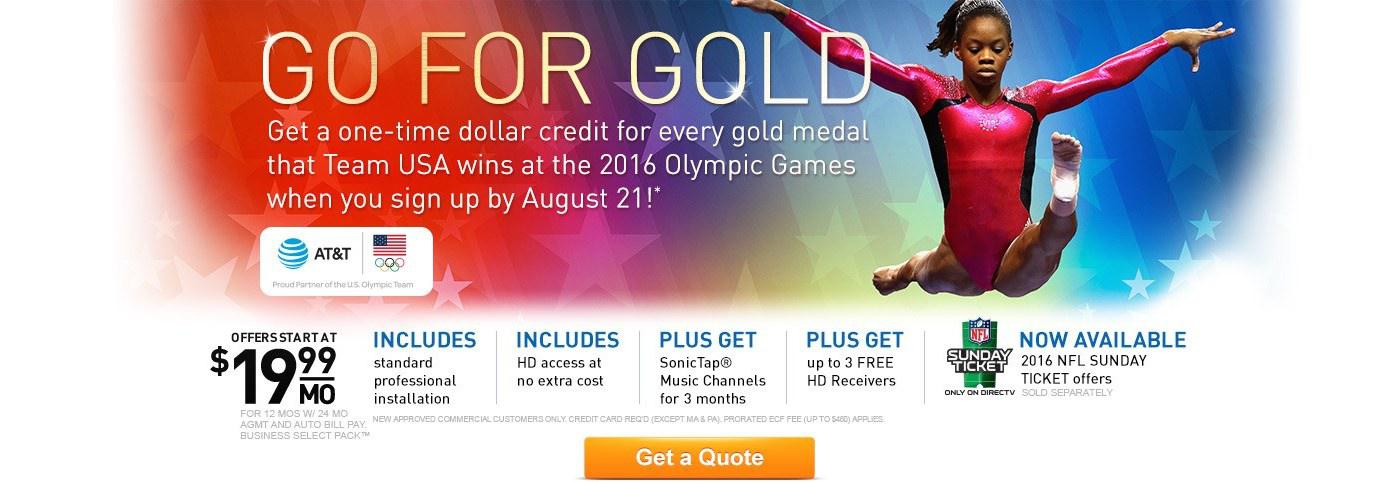 GO FOR GOLD
Get a one-time dollar credit for every gold medal
that Team USA wins at the 2016 Olympic Games
when you sign up by August 21!*
AT&T
Proud Partner of the U.S. Olympic Team
OFFERS START AT
$19.99
MO
FOR 12 MOS W/ 24 MO
AGMT AND AUTO BILL PAY.
BUSINESS SELECT PACK™
INCLUDES
standard
professional
installation
INCLUDES
HD access at
no extra cost
PLUS GET
SonicTap®
Music Channels
for 3 months
PLUS GET
up to 3 FREE
HD Receivers
NFL
SUNDAY
TICKET
ONLY ON DIRECTV
NOW AVAILABLE
2016 NFL SUNDAY
TICKET offers
SOLD SEPARATELY
NEW APPROVED COMMERCIAL CUSTOMERS ONLY. CREDIT CARD REQ'D (EXCEPT MA & PA). PRORATED ECF FEE (UP TO $480) APPLIES.
Get a Quote